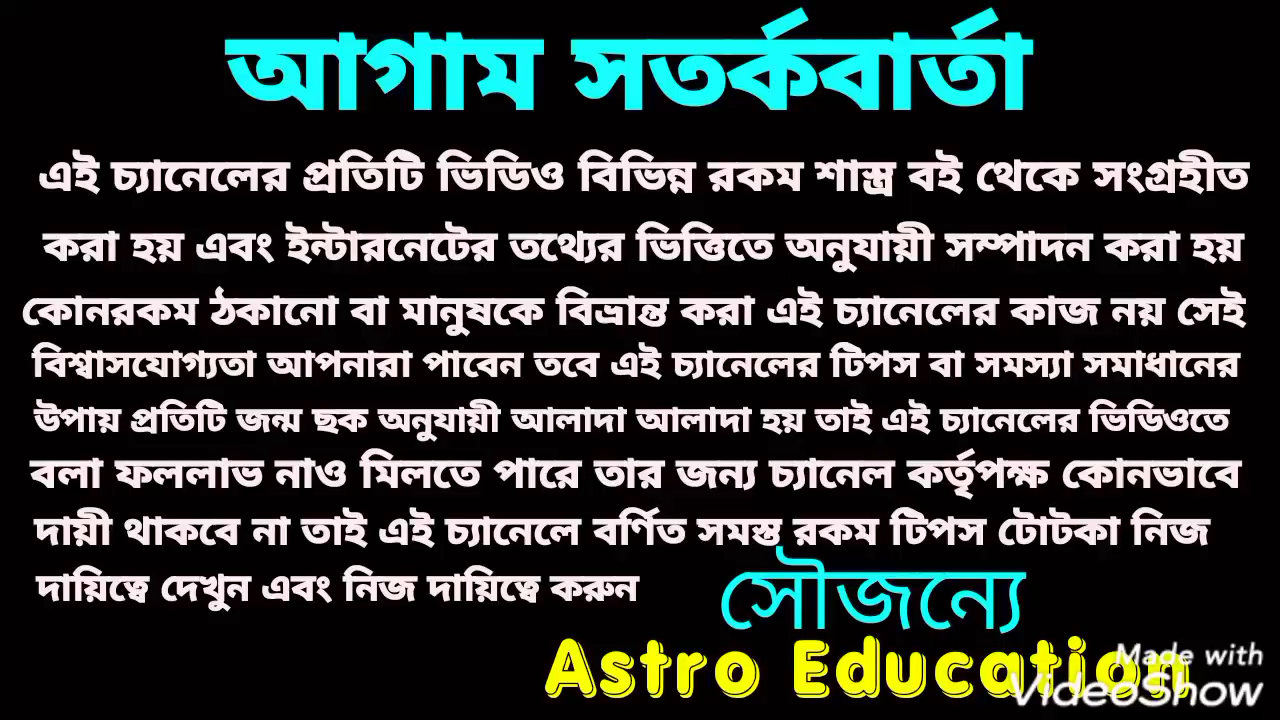 আগাম সতর্কবার্তা
এই চ্যানেলের প্রতিটি ভিডিও বিভিন্ন রকম শাস্ত্র বই থেকে সংগ্রহীত
করা হয় এবং ইন্টারনেটের তথ্যের ভিত্তিতে অনুযায়ী সম্পাদন করা হয়
কোনরকম ঠকানো বা মানুষকে বিভ্রান্ত করা এই চ্যানেলের কাজ নয় সেই
বিশ্বাসযোগ্যতা আপনারা পাবেন তবে এই চ্যানেলের টিপস বা সমস্যা সমাধানের
উপায় প্রতিটি জন্ম ছক অনুযায়ী আলাদা আলাদা হয় তাই এই চ্যানেলের ভিডিওতে
বলা ফললাভ নাও মিলতে পারে তার জন্য চ্যানেল কর্তৃপক্ষ কোনভাবে
দায়ী থাকবে না তাই এই চ্যানেলে বর্ণিত সমস্ত রকম টিপস টোটকা নিজ
দায়িত্বে দেখুন এবং নিজ দায়িত্বে করুন
সৌজন্যে
Astro Education
Made with
VideoShow